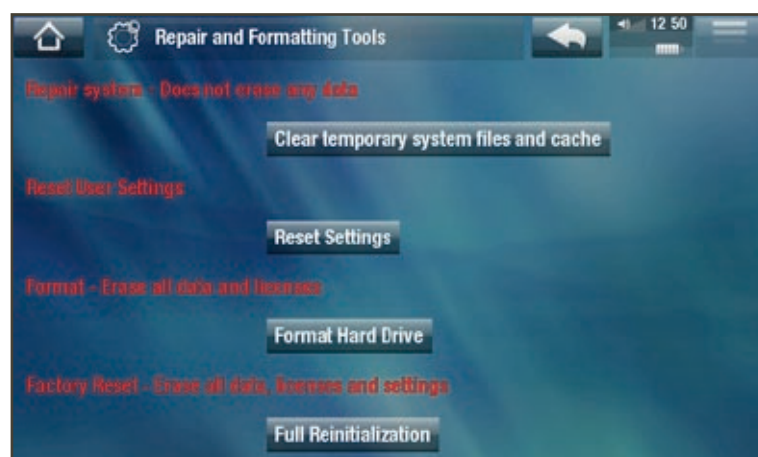 Repair and Formatting Tools
12 50
Repair system - Does not erase any data
Clear temporary system files and cache
Reset User Settings
Reset Settings
Format - Erase all data and licenses
Format Hard Drive
Factory Reset - Erase all data, licenses and settings
Full Reinitialization